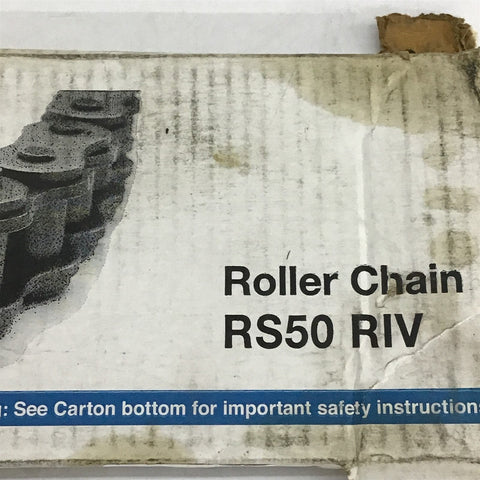 Roller Chain
RS50 RIV
: See Carton bottom for important safety instructions